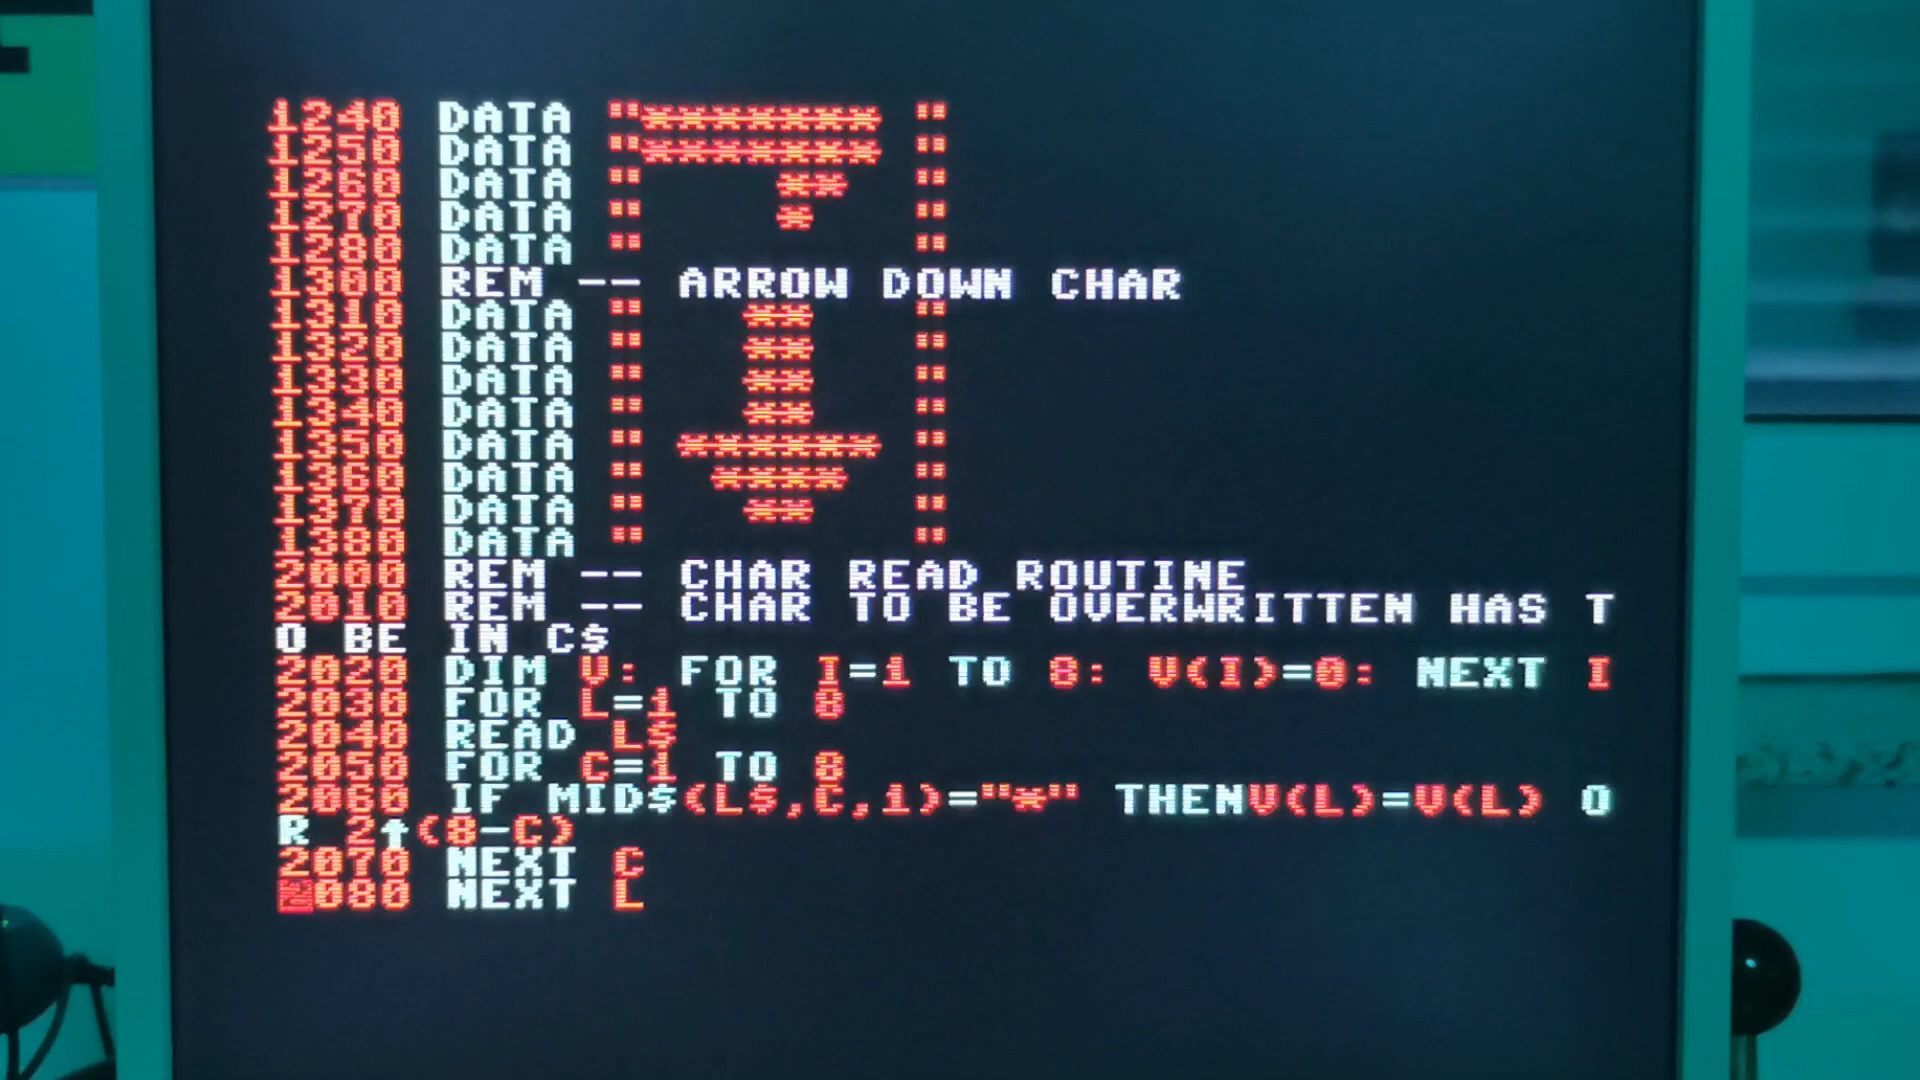 1240 DATA "******* "
1250 DATA "******* "
1260 DATA "    **  "
1270 DATA "    *   "
1280 DATA "        "
1300 REM -- ARROW DOWN CHAR
1310 DATA "   **   "
1320 DATA "   **   "
1330 DATA "   **   "
1340 DATA "   **   "
1350 DATA " ****** "
1360 DATA "  ****  "
1370 DATA "   **   "
1380 DATA "        "
2000 REM -- CHAR READ ROUTINE
2010 REM -- CHAR TO BE OVERWRITTEN HAS T
O BE IN C$
2020 DIM V: FOR I=1 TO 8: V(I)=0: NEXT I
2030 FOR L=1 TO 8
2040 READ L$
2050 FOR C=1 TO 8
2060 IF MID$(L$,C,1)="*" THENV(L)=V(L) O
R 2↑(8-C)
2070 NEXT C
2080 NEXT L